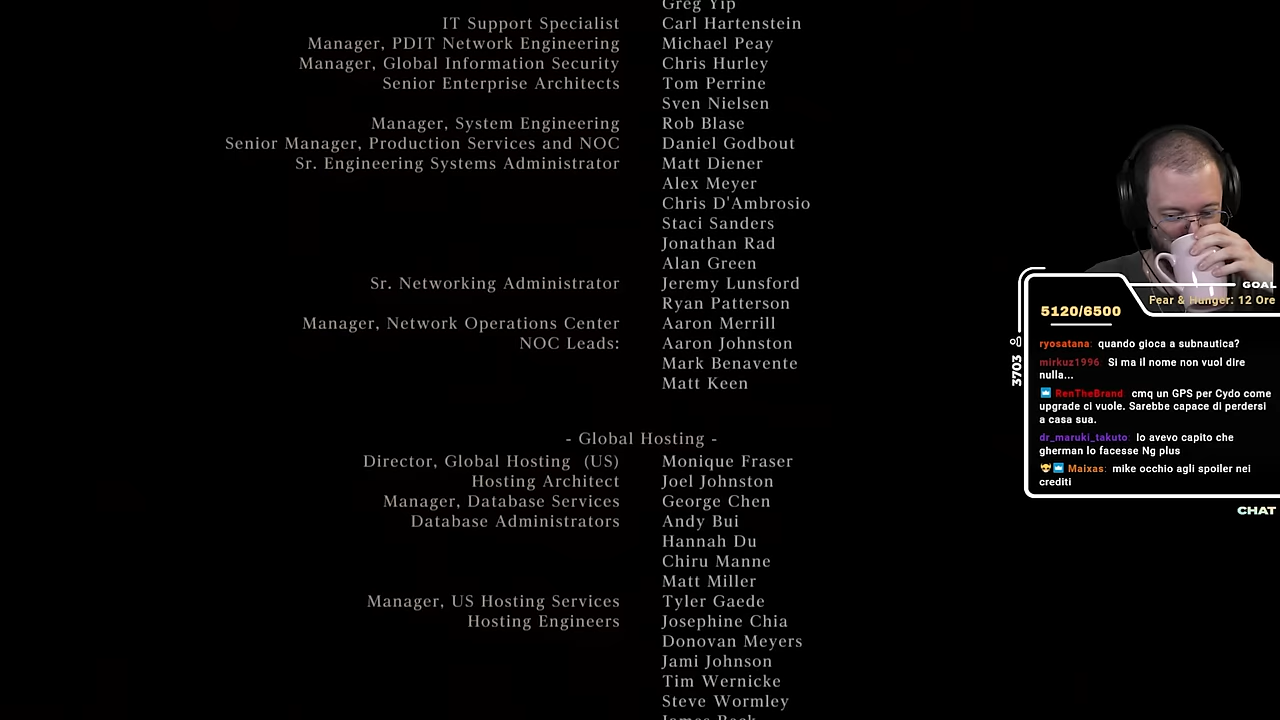 Greg Yip
IT Support Specialist Carl Hartenstein
Manager, PDIT Network Engineering Michael Peay
Manager, Global Information Security Chris Hurley
Senior Enterprise Architects Tom Perrine
Sven Nielsen
Manager, System Engineering Rob Blase
Senior Manager, Production Services and NOC Daniel Godbout
Sr. Engineering Systems Administrator Matt Diener
Alex Meyer
Chris D'Ambrosio
Staci Sanders
Jonathan Rad
Alan Green
Sr. Networking Administrator Jeremy Lunsford
Ryan Patterson
Manager, Network Operations Center Aaron Merrill
NOC Leads: Aaron Johnston
Mark Benavente
Matt Keen
- Global Hosting -
Director, Global Hosting (US) Monique Fraser
Hosting Architect Joel Johnston
Manager, Database Services George Chen
Database Administrators Andy Bui
Hannah Du
Chiru Manne
Matt Miller
Manager, US Hosting Services Tyler Gaede
Hosting Engineers Josephine Chia
Donovan Meyers
Jami Johnson
Tim Wernicke
Steve Wormley
GOAL
Fear & Hunger: 12 Ore
5120/6500
3703
ryosatana: quando gioca a subnautica?
mirkuz1996: Si ma il nome non vuol dire
nulla...
RenTheBrand: cmq un GPS per Cydo come
upgrade ci vuole. Sarebbe capace di perdersi
a casa sua.
dr_maruki_takuto: Io avevo capito che
gherman lo facesse Ng plus
Maixas: mike occhio agli spoiler nei
crediti
CHAT